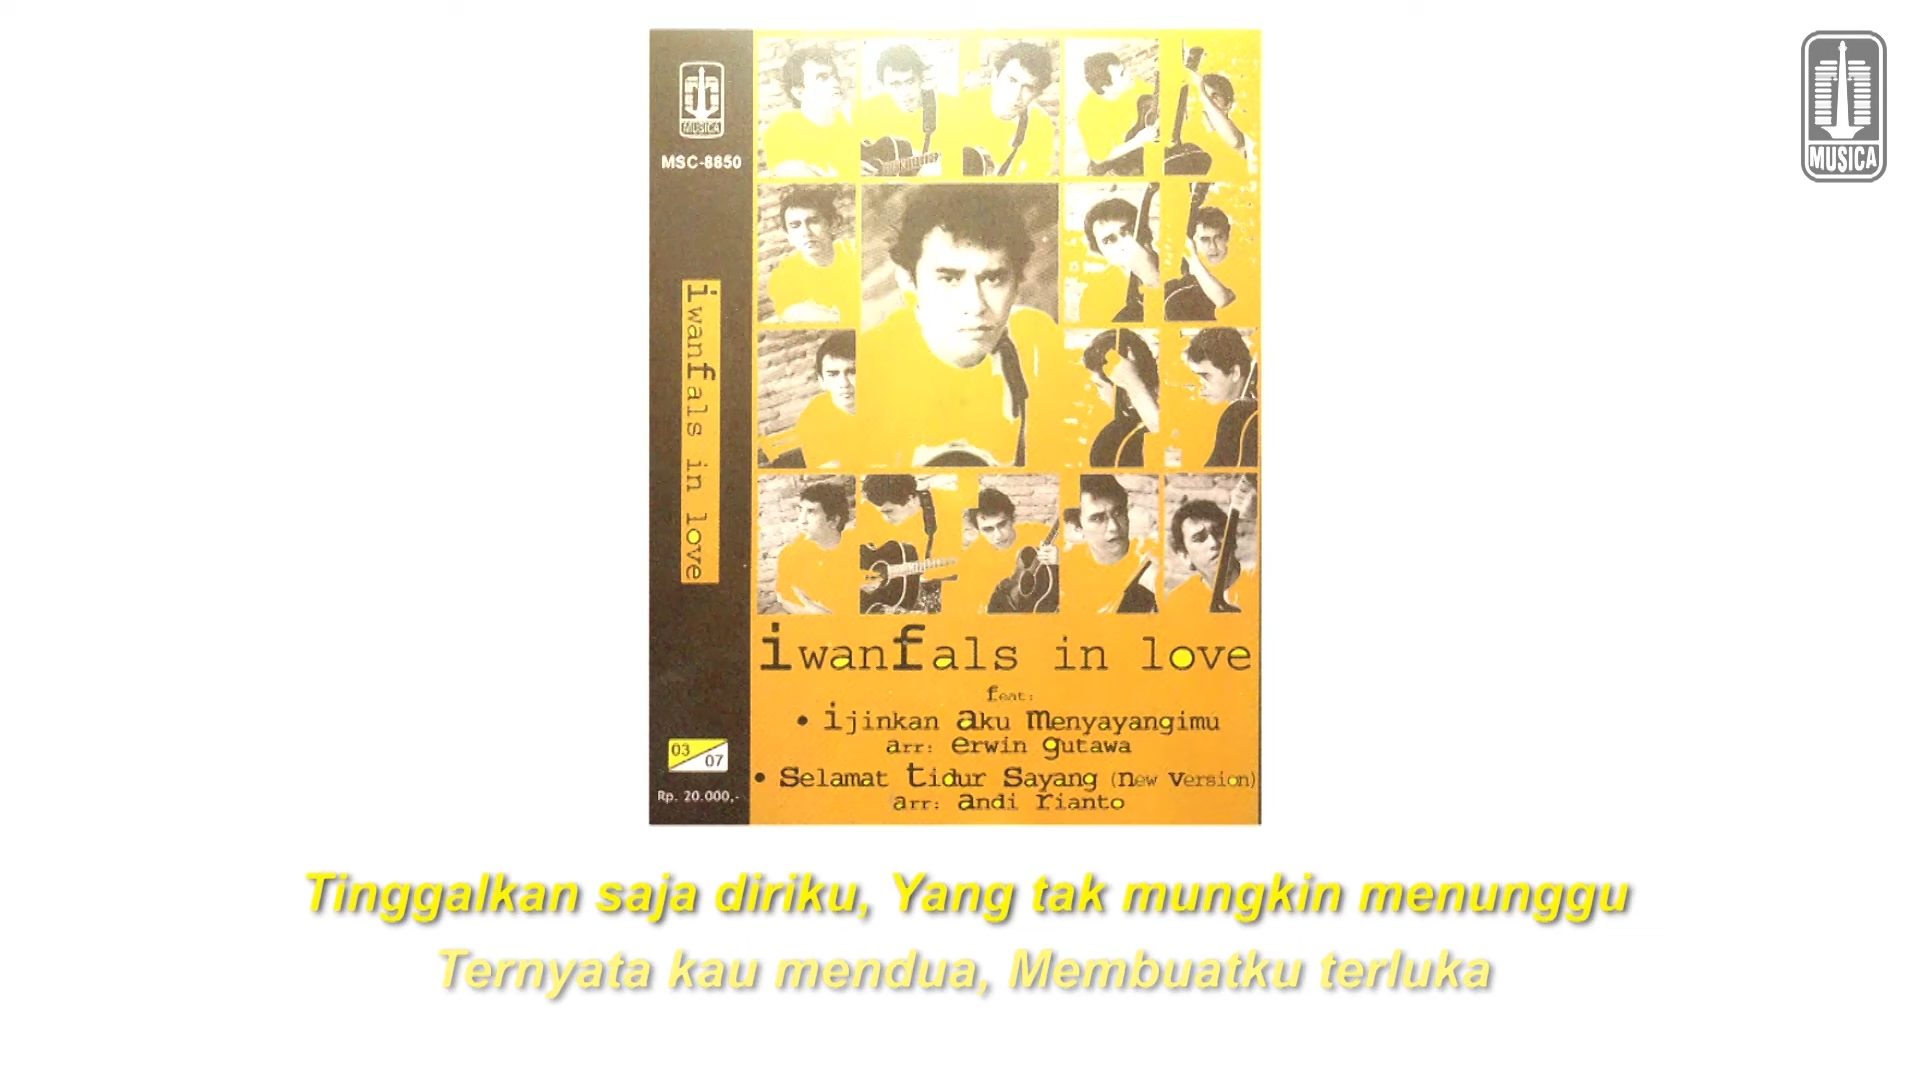 MUSICA
MSC-8850
iwanfals in love
03
07
Rp. 20.000,-
MUSICA
iwanfals in love
feat:
• ijinkan aku menyayangimu
arr: erwin gutawa
• Selamat tidur Sayang (new version)
arr: andi rianto
Tinggalkan saja diriku, Yang tak mungkin menunggu
Ternyata kau mendua, Membuatku terluka